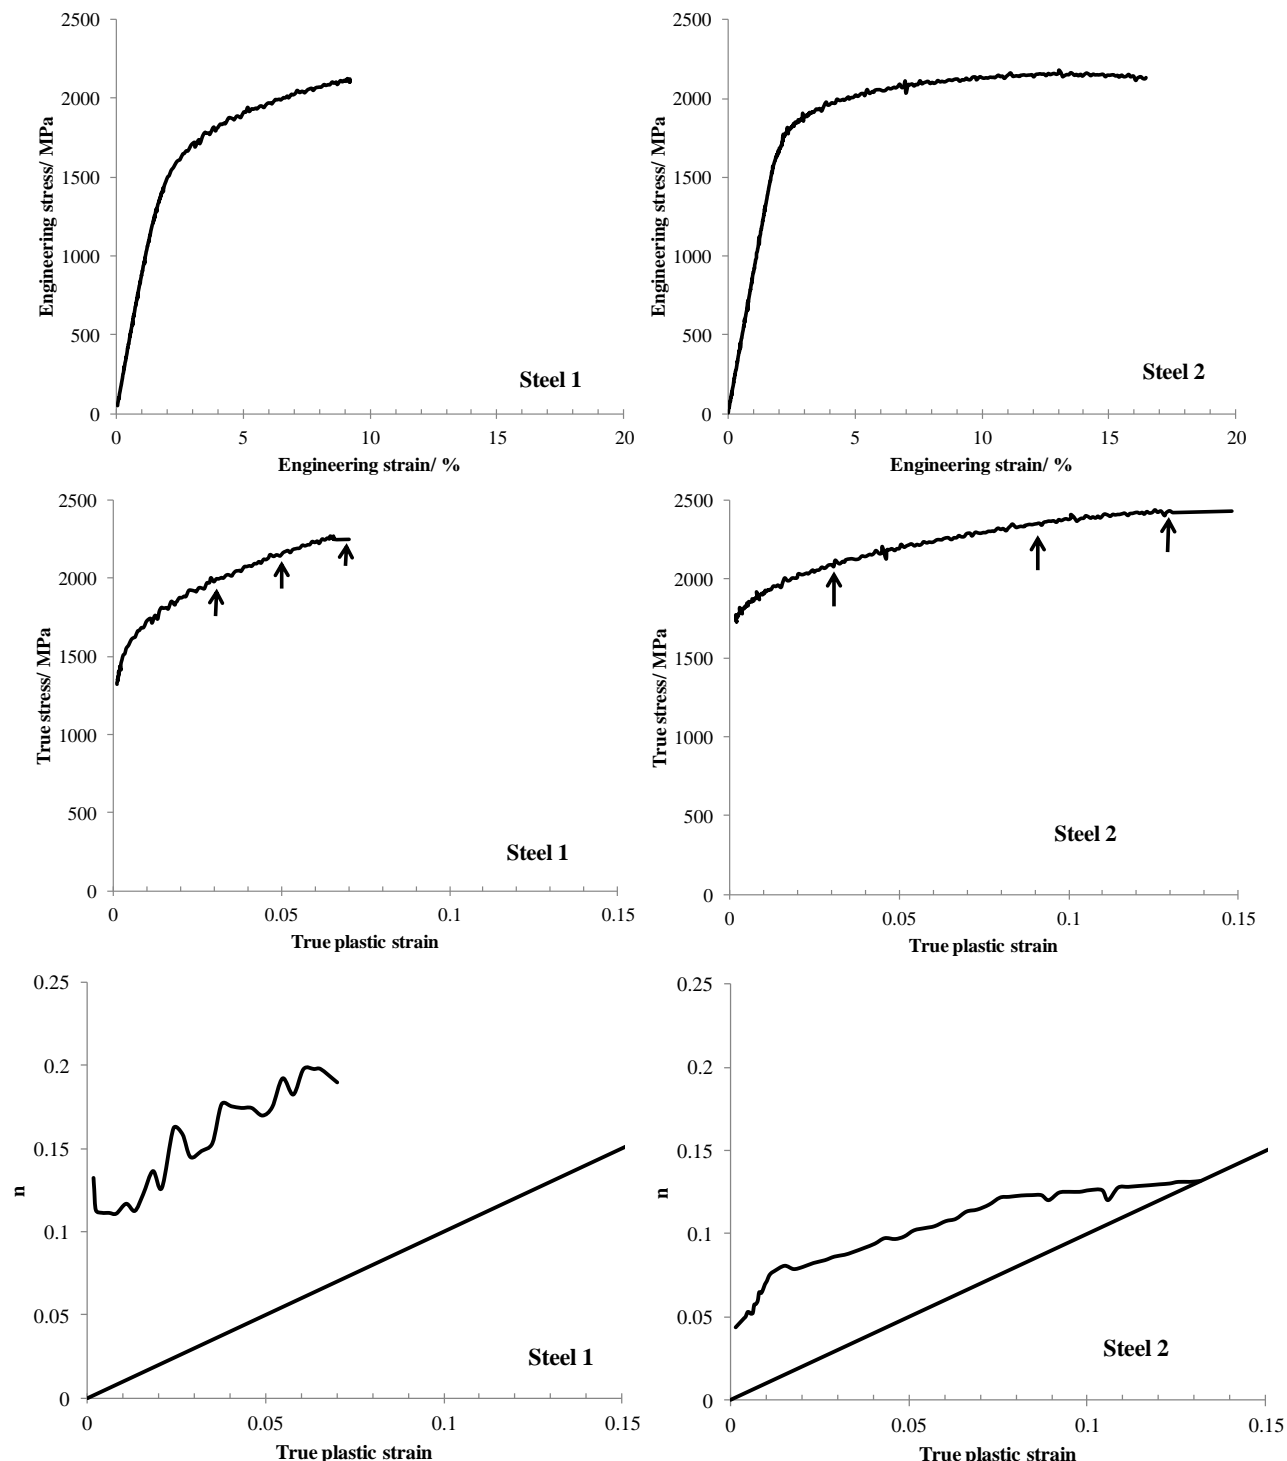 2500
2000
1500
1000
500
0
Engineering stress/ MPa
0 5 10 15 20
Engineering strain/ %
Steel 1
2500
2000
1500
1000
500
0
Engineering stress/ MPa
0 5 10 15 20
Engineering strain/ %
Steel 2
2500
2000
1500
1000
500
0
True stress/ MPa
0 0.05 0.1 0.15
True plastic strain
Steel 1
2500
2000
1500
1000
500
0
True stress/ MPa
0 0.05 0.1 0.15
True plastic strain
Steel 2
0.25
0.2
0.15
0.1
0.05
0
n
0 0.05 0.1 0.15
True plastic strain
Steel 1
0.25
0.2
0.15
0.1
0.05
0
n
0 0.05 0.1 0.15
True plastic strain
Steel 2